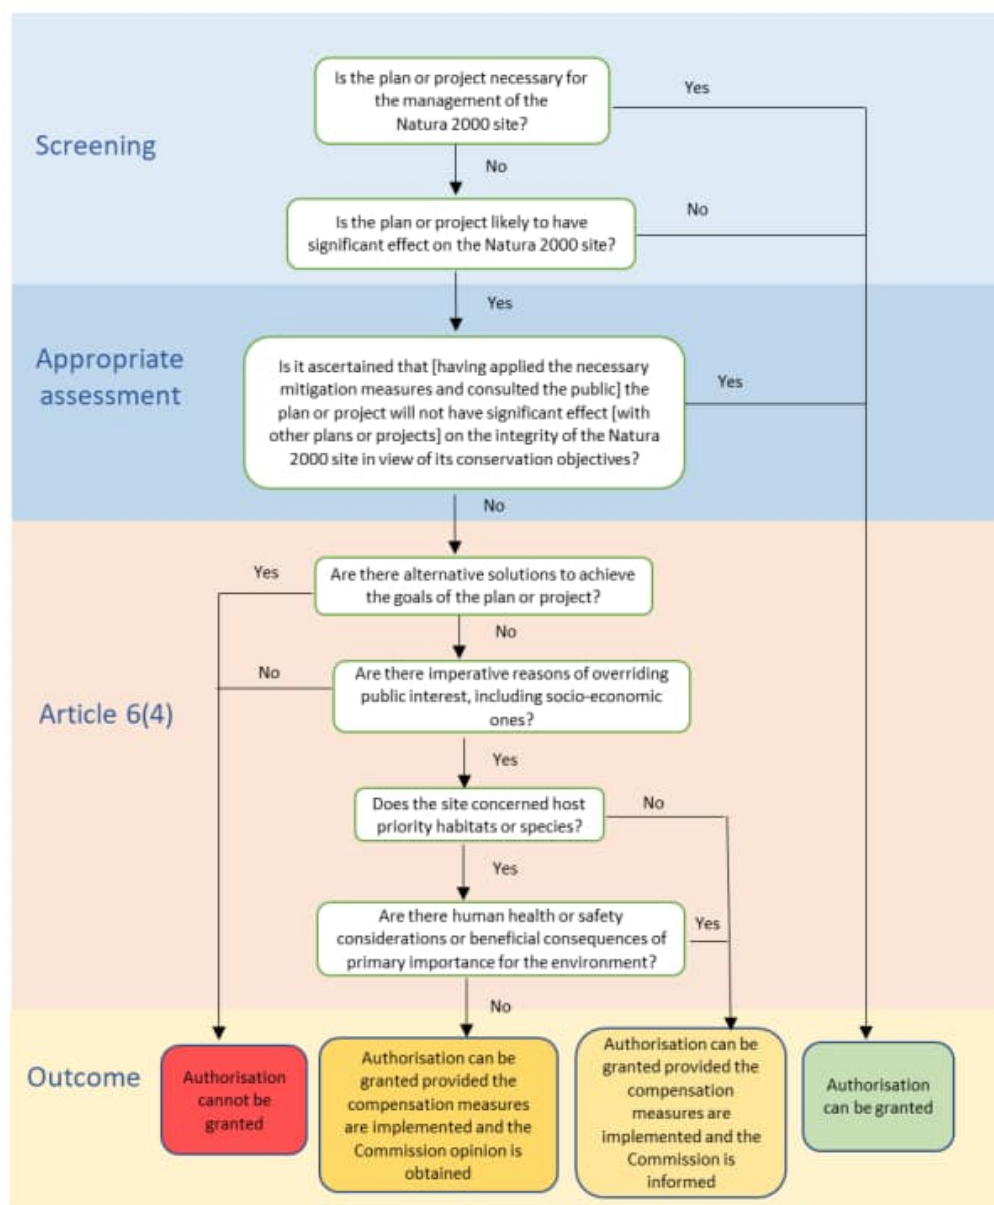 Screening
Is the plan or project necessary for
the management of the
Natura 2000 site?
Yes
No
Is the plan or project likely to have
significant effect on the Natura 2000 site?
No
Yes
Appropriate
assessment
Is it ascertained that [having applied the necessary
mitigation measures and consulted the public] the
plan or project will not have significant effect [with
other plans or projects] on the integrity of the Natura
2000 site in view of its conservation objectives?
Yes
No
Article 6(4)
Are there alternative solutions to achieve
the goals of the plan or project?
Yes
No
Are there imperative reasons of overriding
public interest, including socio-economic
ones?
No
Yes
Does the site concerned host
priority habitats or species?
No
Yes
Are there human health or safety
considerations or beneficial consequences of
primary importance for the environment?
Yes
No
Outcome
Authorisation
cannot be
granted
Authorisation can be
granted provided the
compensation measures
are implemented and the
Commission opinion is
obtained
Authorisation can be
granted provided the
compensation
measures are
implemented and the
Commission is
informed
Authorisation
can be granted